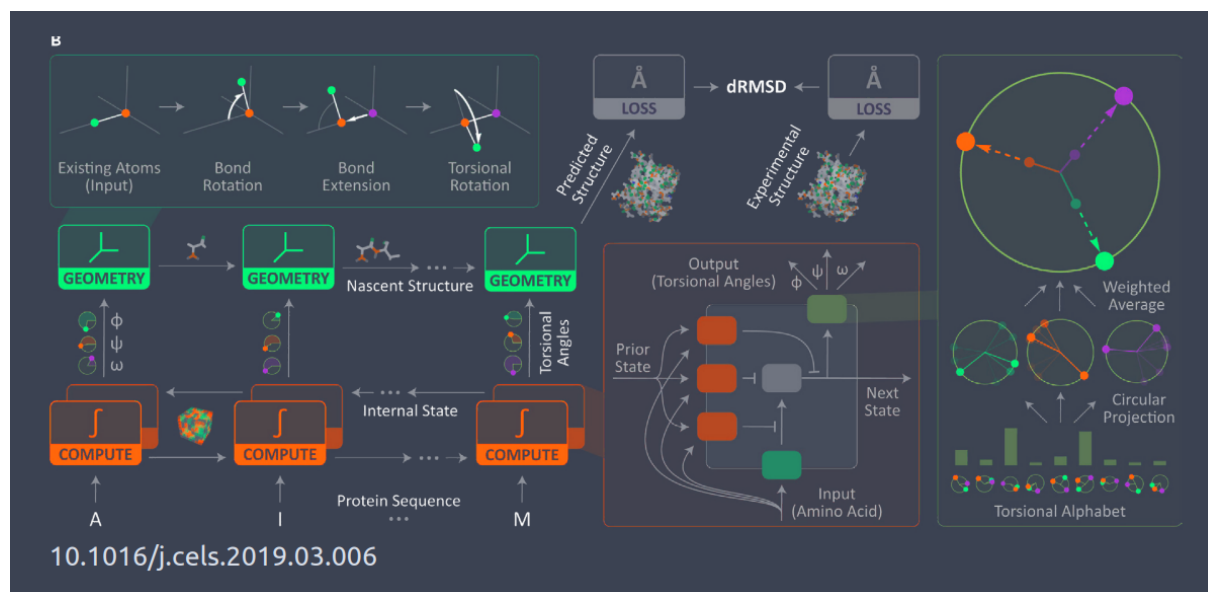 B
Existing Atoms
(Input)
Bond
Rotation
Bond
Extension
Torsional
Rotation
Å
LOSS
dRMSD
Å
LOSS
Predicted
Structure
Experimental
Structure
GEOMETRY
GEOMETRY
Nascent Structure
GEOMETRY
ϕ
ψ
ω
Torsional
Angles
Internal State
∫
COMPUTE
∫
COMPUTE
∫
COMPUTE
A
I
Protein Sequence
M
Output
(Torsional Angles)
ϕ
ψ
ω
Prior
State
Next
State
Input
(Amino Acid)
Weighted
Average
Circular
Projection
Torsional Alphabet
10.1016/j.cels.2019.03.006